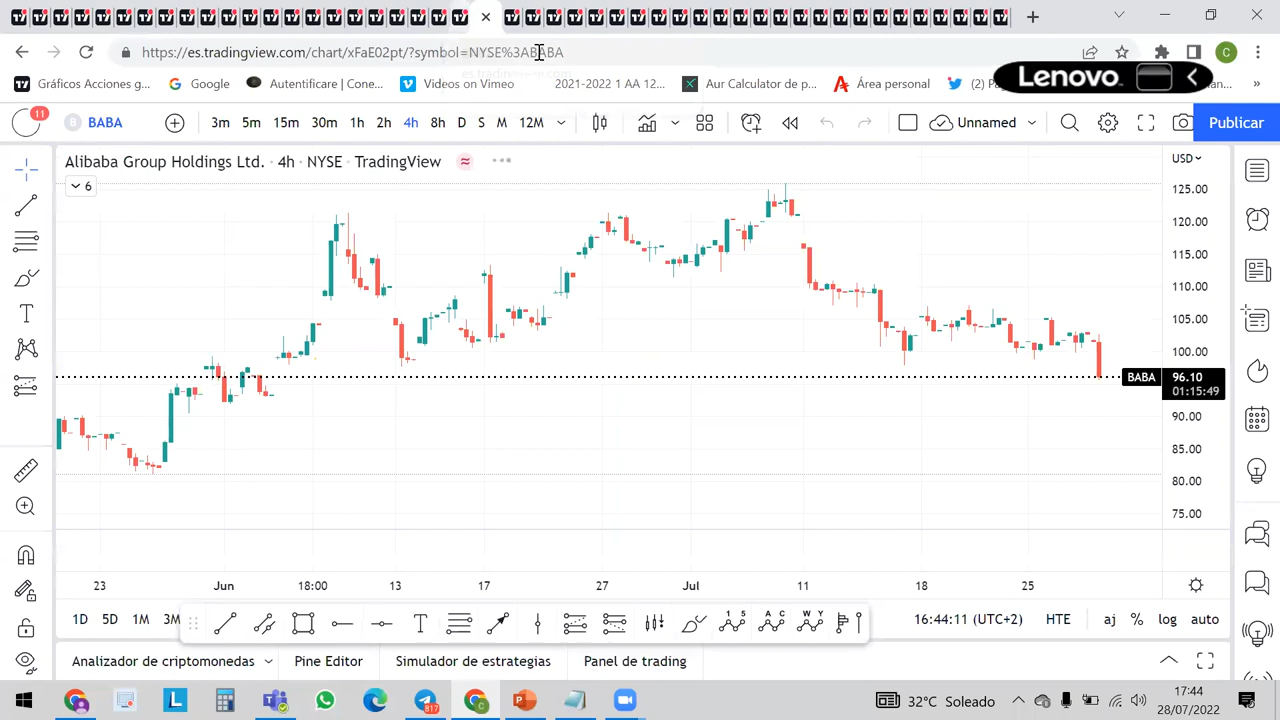 https://es.tradingview.com/chart/xFaE02pt/?symbol=NYSE%3ABABA
Gráficos Acciones g...
Google
Autentificare | Con...
Videos on Vimeo
2021-2022 1 AA 12...
Aur Calculator de p...
Área personal
Lenovo
BABA
3m 5m 15m 30m 1h 2h 4h 8h D S M 12M
Unnamed
Publicar
11
Alibaba Group Holdings Ltd. · 4h · NYSE · TradingView
6
USD
125.00
120.00
115.00
110.00
105.00
100.00
BABA 96.10
01:15:49
90.00
85.00
80.00
75.00
23 Jun 18:00 13 17 27 Jul 11 18 25
1D 5D 1M 3M
16:44:11 (UTC+2) HTE aj % log auto
Analizador de criptomonedas
Pine Editor
Simulador de estrategias
Panel de trading
817
32°C Soleado
17:44
28/07/2022